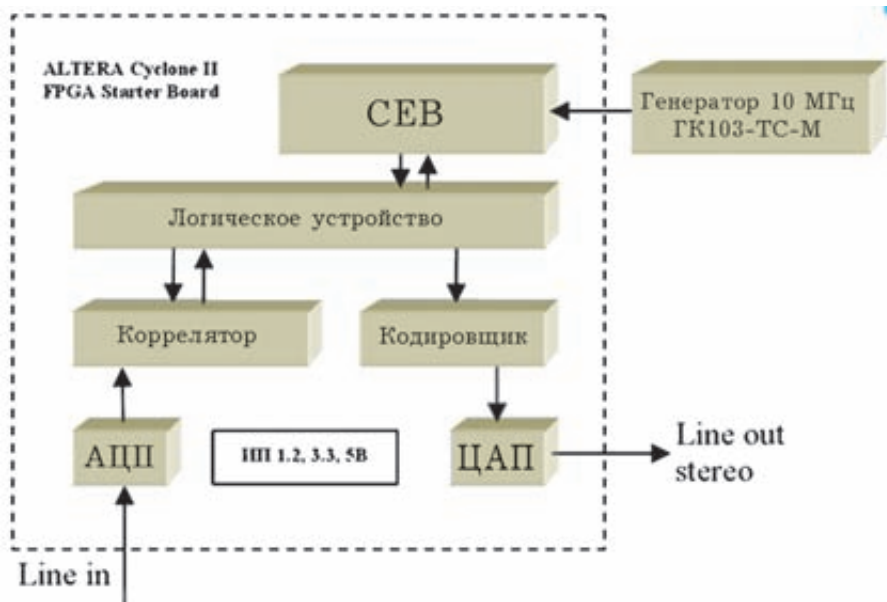 ALTERA Cyclone II
FPGA Starter Board
СЕВ
Генератор 10 МГц
ГК103-ТС-М
Логическое устройство
Коррелятор
Кодировщик
АЦП
ИП 1.2, 3.3, 5В
ЦАП
Line out
stereo
Line in